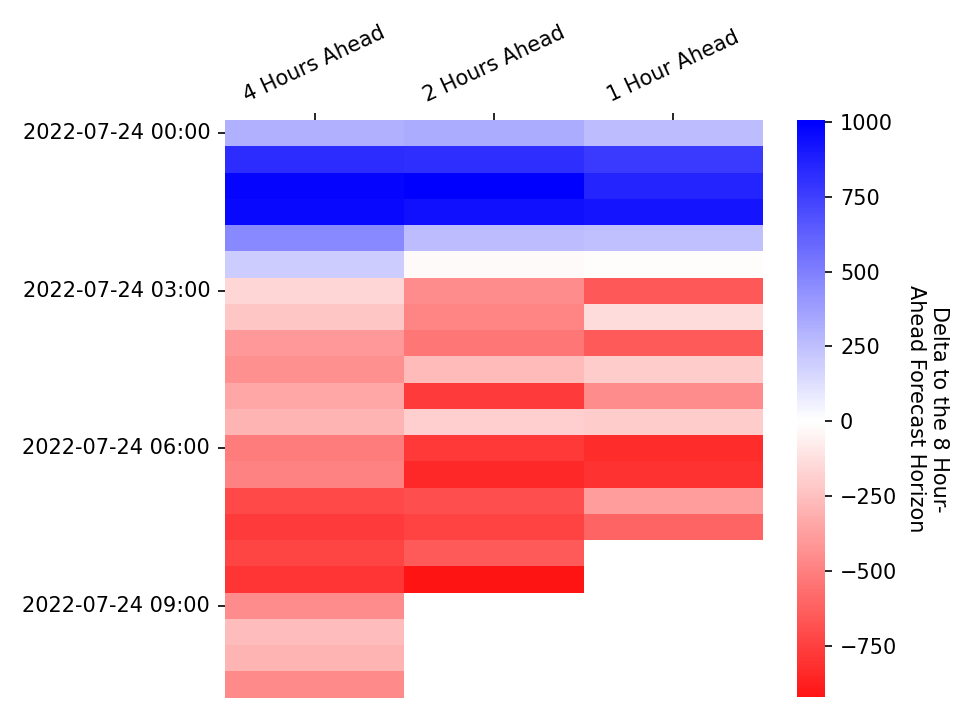 4 Hours Ahead
2 Hours Ahead
1 Hour Ahead
2022-07-24 00:00
2022-07-24 03:00
2022-07-24 06:00
2022-07-24 09:00
1000
750
500
250
0
−250
−500
−750
Delta to the 8 Hour-
Ahead Forecast Horizon